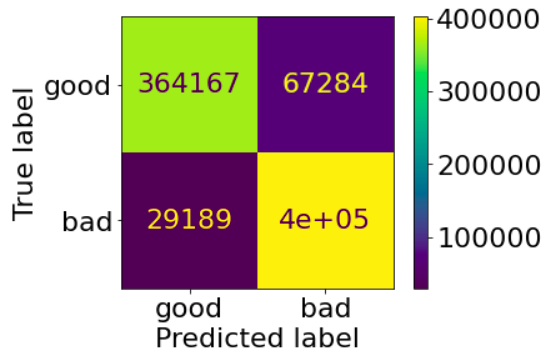 400000
good 364167 67284
300000
True label
200000
bad 29189 4e+05
100000
good bad
Predicted label